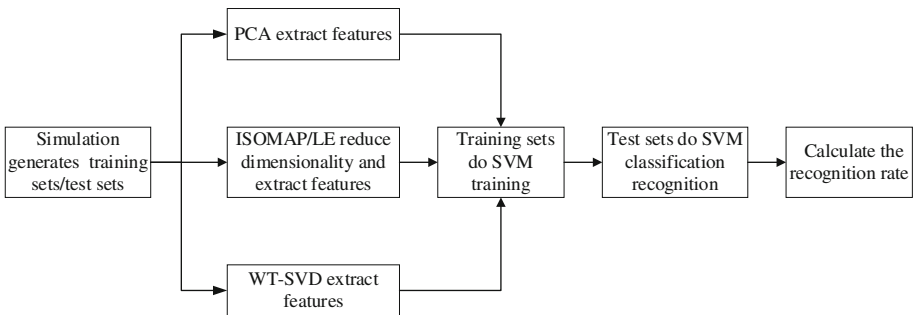 PCA extract features
Simulation
generates training
sets/test sets
ISOMAP/LE reduce
dimensionality and
extract features
Training sets
do SVM
training
Test sets do SVM
classification
recognition
Calculate the
recognition rate
WT-SVD extract
features